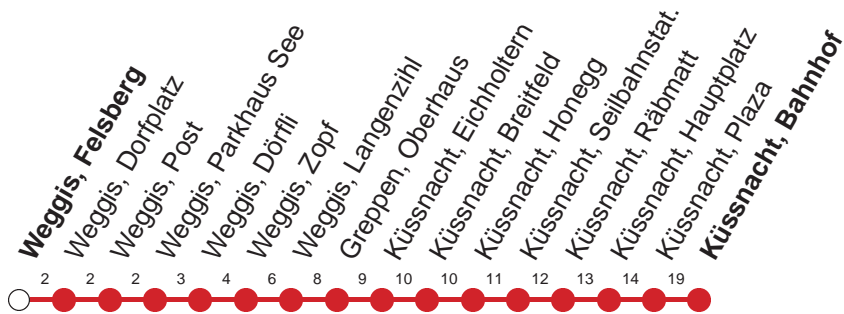 Weggis, Felsberg
Weggis, Dorfplatz
Weggis, Post
Weggis, Parkhaus See
Weggis, Dörfli
Weggis, Zopf
Weggis, Langenzihl
Greppen, Oberhaus
Küssnacht, Eichholtern
Küssnacht, Breitfeld
Küssnacht, Honegg
Küssnacht, Seilbahnstat.
Küssnacht, Räbmatt
Küssnacht, Hauptplatz
Küssnacht, Plaza
Küssnacht, Bahnhof
2 2 2 3 4 6 8 9 10 10 11 12 13 14 19